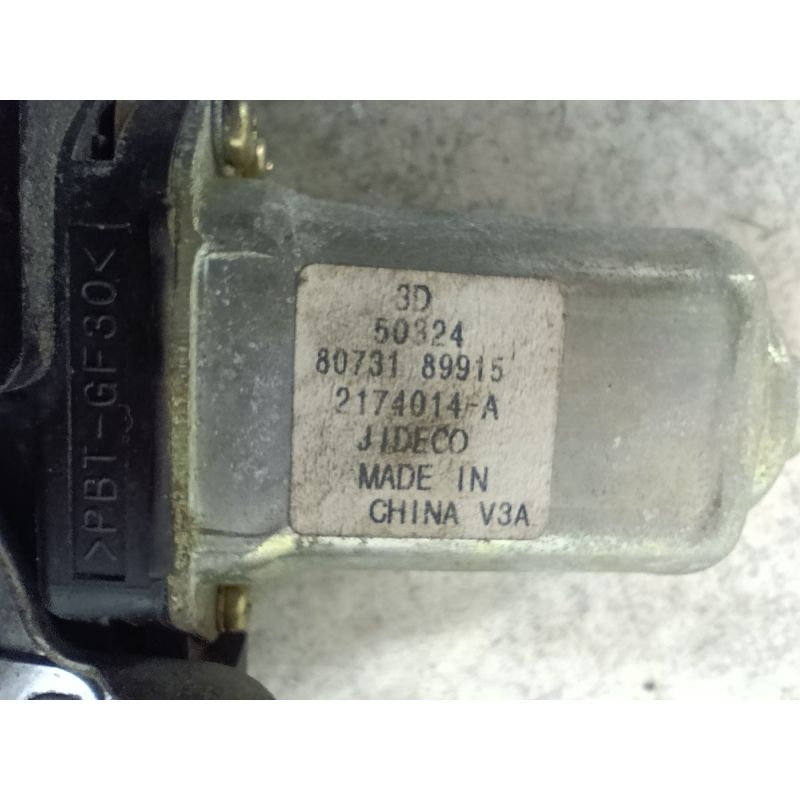 3D
50324
80731 89915
2174014-A
JIDECO
MADE IN
CHINA V3A
>PBT-GF30<